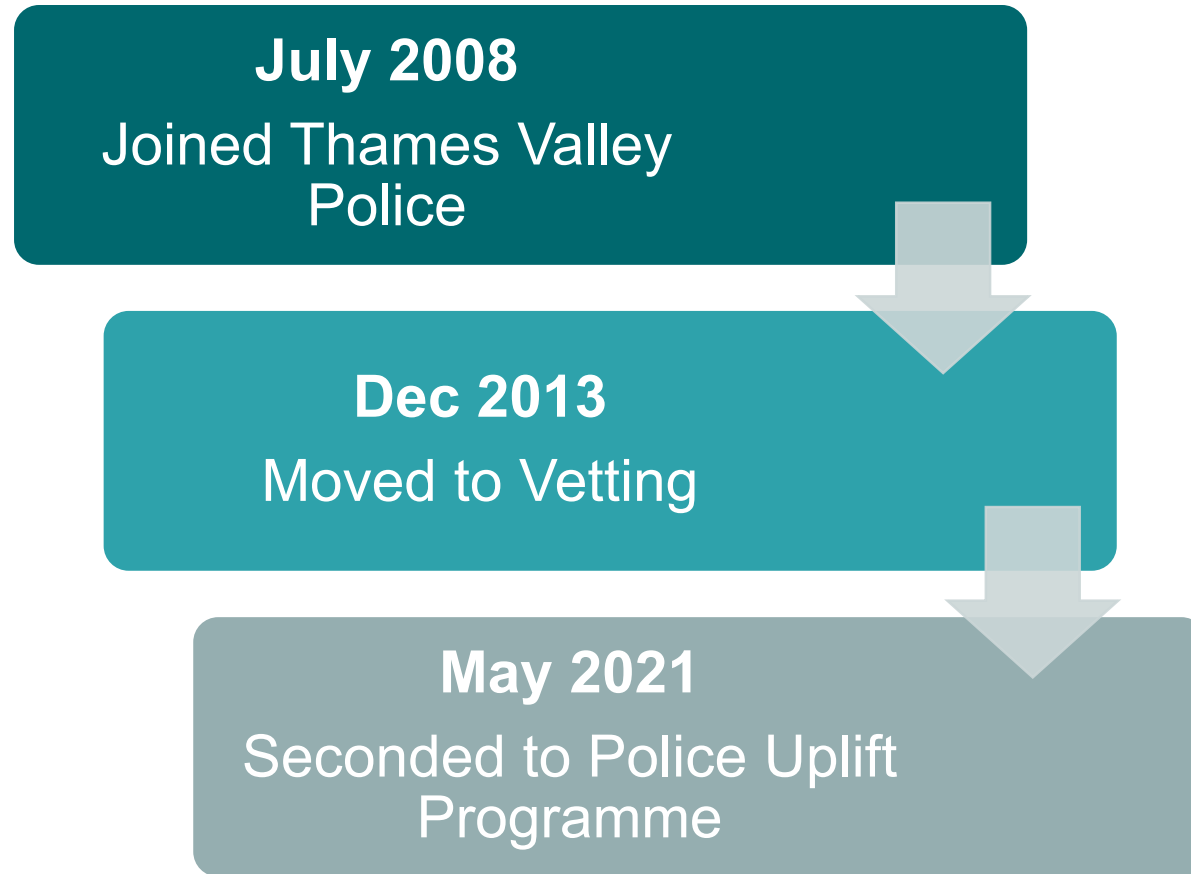 July 2008
Joined Thames Valley
Police
Dec 2013
Moved to Vetting
May 2021
Seconded to Police Uplift
Programme